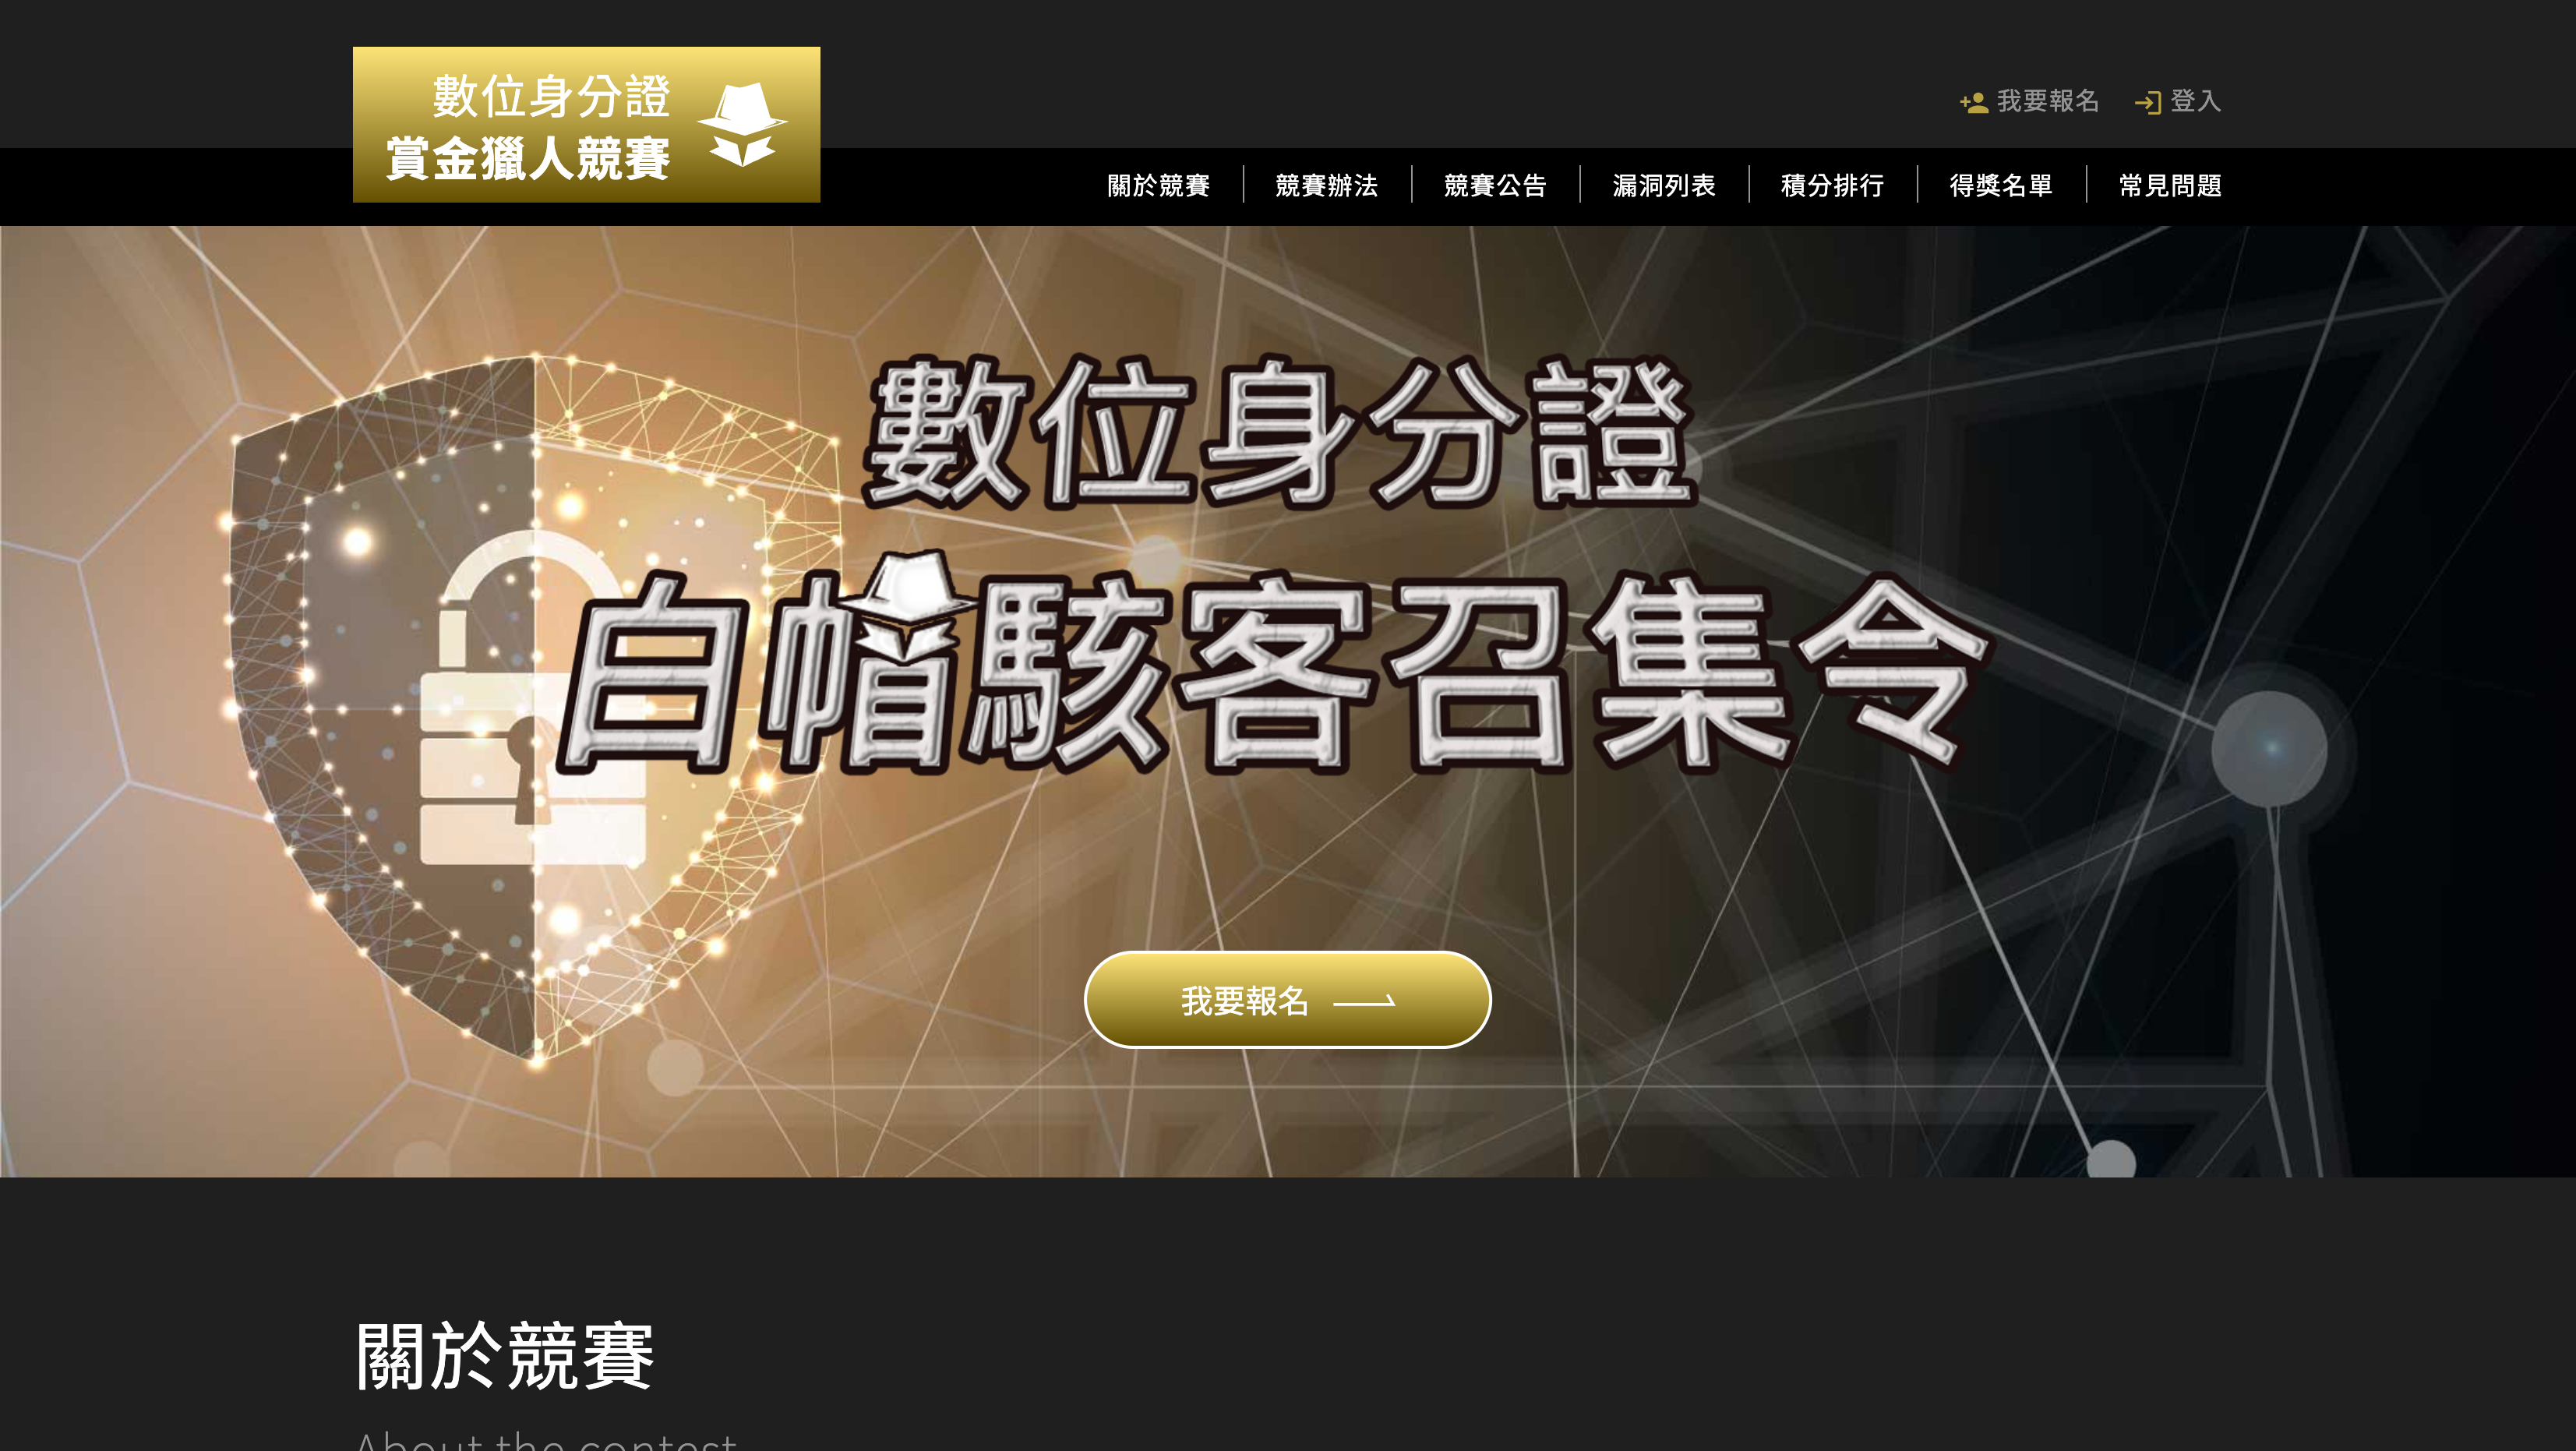 數位身分證
賞金獵人競賽
我要報名
登入
關於競賽
競賽辦法
競賽公告
漏洞列表
積分排行
得獎名單
常見問題
數位身分證
白帽駭客召集令
我要報名
關於競賽
About the contest